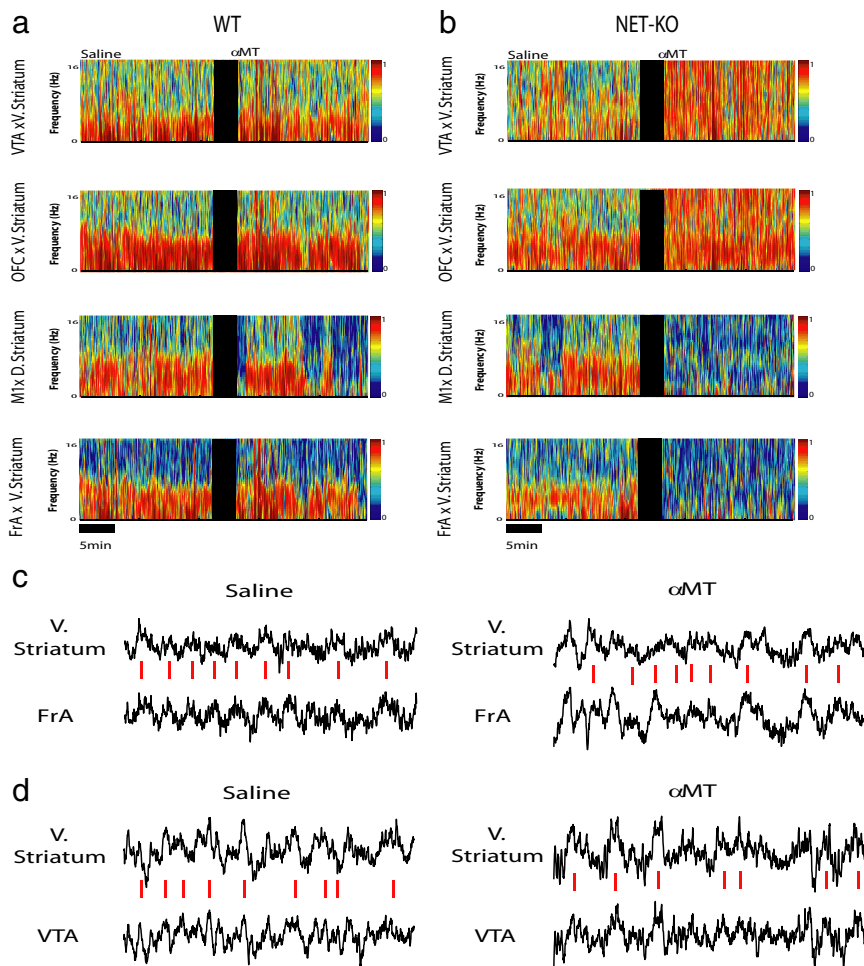 a WT
b NET-KO
Saline αMT
VTA x V. Striatum Frequency (Hz) 16 0 1 0
OFC x V. Striatum Frequency (Hz) 16 0 1 0
M1x D. Striatum Frequency (Hz) 16 0 1 0
FrA x V. Striatum Frequency (Hz) 16 0 1 0
5min
Saline αMT
VTA x V. Striatum Frequency (Hz) 16 0 1 0
OFC x V. Striatum Frequency (Hz) 16 0 1 0
M1x D. Striatum Frequency (Hz) 16 0 1 0
FrA x V. Striatum Frequency (Hz) 16 0 1 0
5min
c
Saline
V.
Striatum
FrA
αMT
V.
Striatum
FrA
d
Saline
V.
Striatum
VTA
αMT
V.
Striatum
VTA